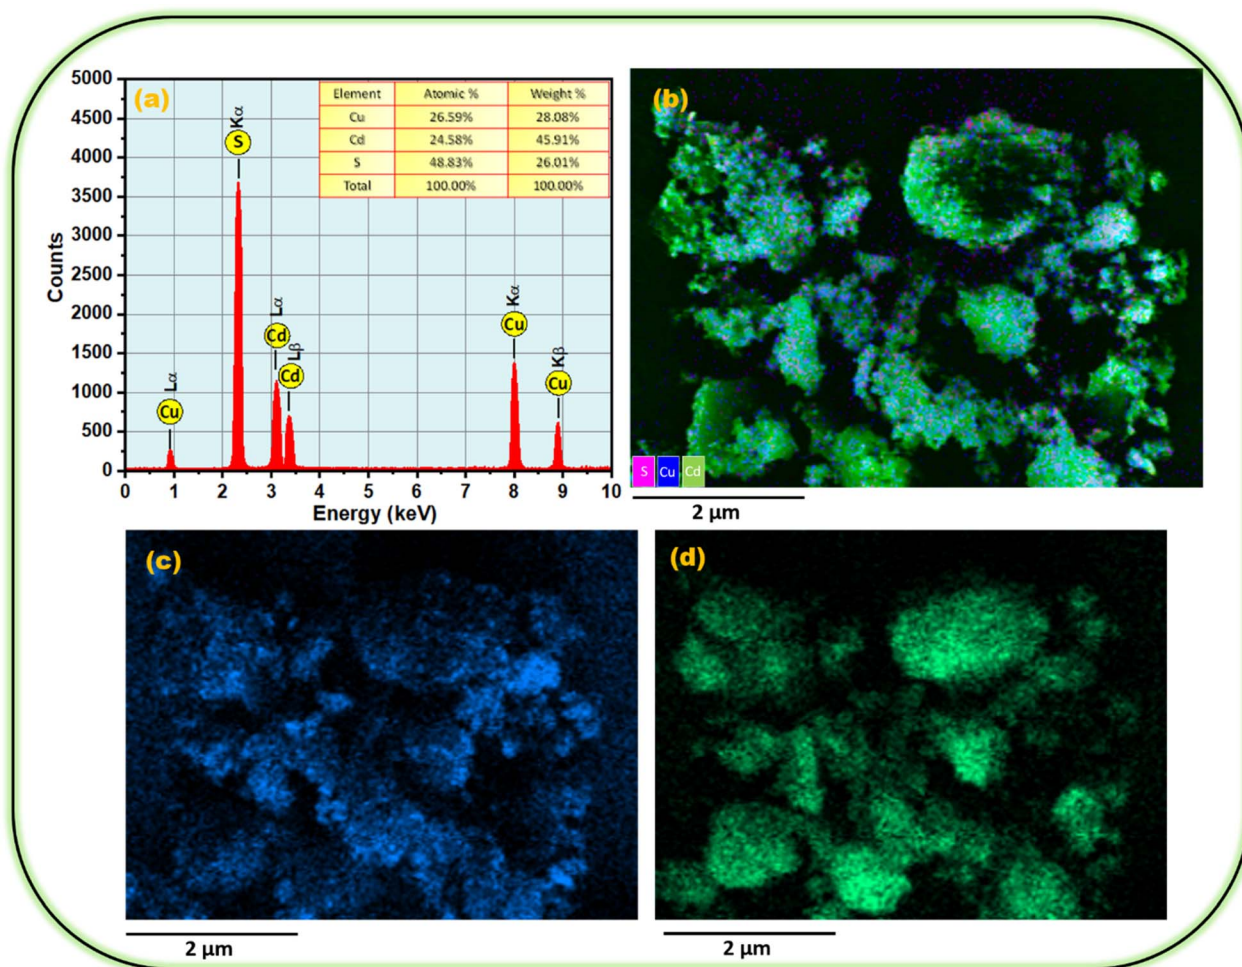 (a)
Counts
5000
4500
4000
3500
3000
2500
2000
1500
1000
500
0
Kα
S
Lα
Cd
Lβ
Cd
Lα
Cu
Kα
Cu
Kβ
Cu
0 1 2 3 4 5 6 7 8 9 10
Energy (keV)
Element Atomic % Weight %
Cu 26.59% 28.08%
Cd 24.58% 45.91%
S 48.83% 26.01%
Total 100.00% 100.00%
(b)
S Cu Cd
2 μm
(c)
2 μm
(d)
2 μm